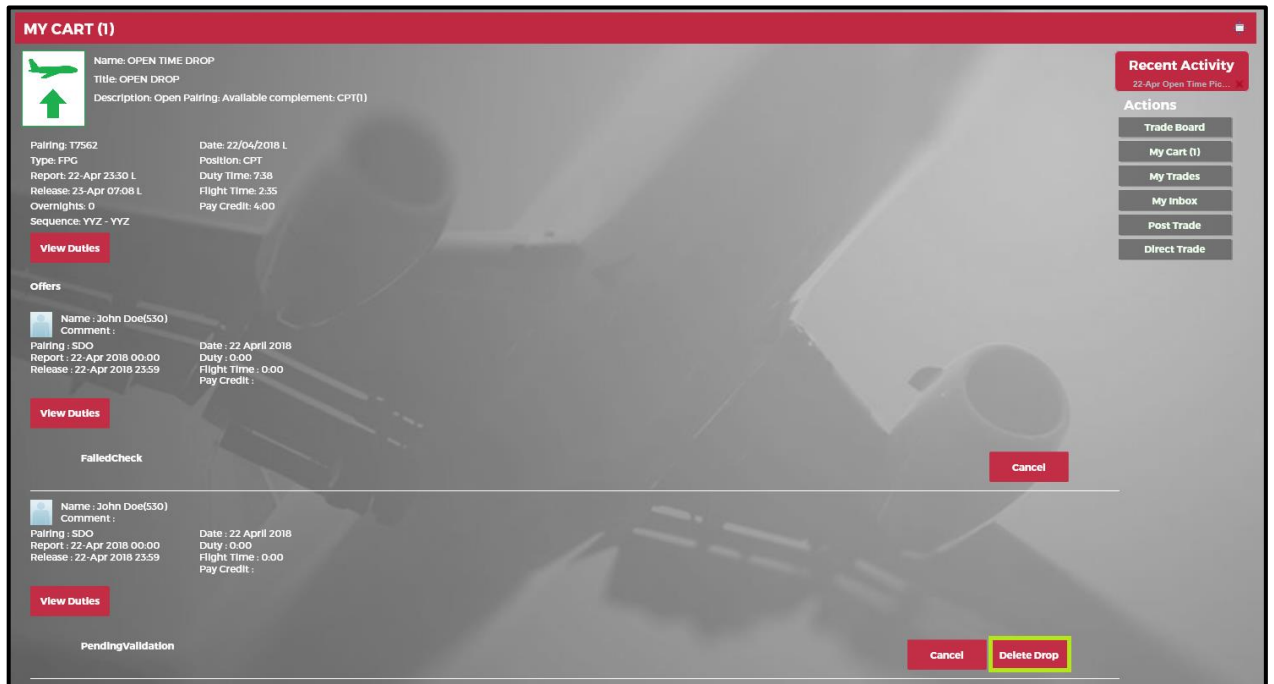 MY CART (1)
Name: OPEN TIME DROP
Title: OPEN DROP
Description: Open Pairing: Available complement: CPT(1)
Pairing: T7562 Date: 22/04/2018 L
Type: FPG Position: CPT
Report: 22-Apr 23:30 L Duty Time: 7:38
Release: 23-Apr 07:08 L Flight Time: 2:35
Overnights: 0 Pay Credit: 4:00
Sequence: YYZ - YYZ
View Duties
Offers
Name : John Doe(530)
Comment :
Pairing : SDO Date : 22 April 2018
Report : 22-Apr 2018 00:00 Duty : 0:00
Release : 22-Apr 2018 23:59 Flight Time : 0:00
Pay Credit :
View Duties
FailedCheck Cancel
Name : John Doe(530)
Comment :
Pairing : SDO Date : 22 April 2018
Report : 22-Apr 2018 00:00 Duty : 0:00
Release : 22-Apr 2018 23:59 Flight Time : 0:00
Pay Credit :
View Duties
PendingValidation Cancel Delete Drop
Recent Activity
22-Apr Open Time Pic...
Actions
Trade Board
My Cart (1)
My Trades
My Inbox
Post Trade
Direct Trade